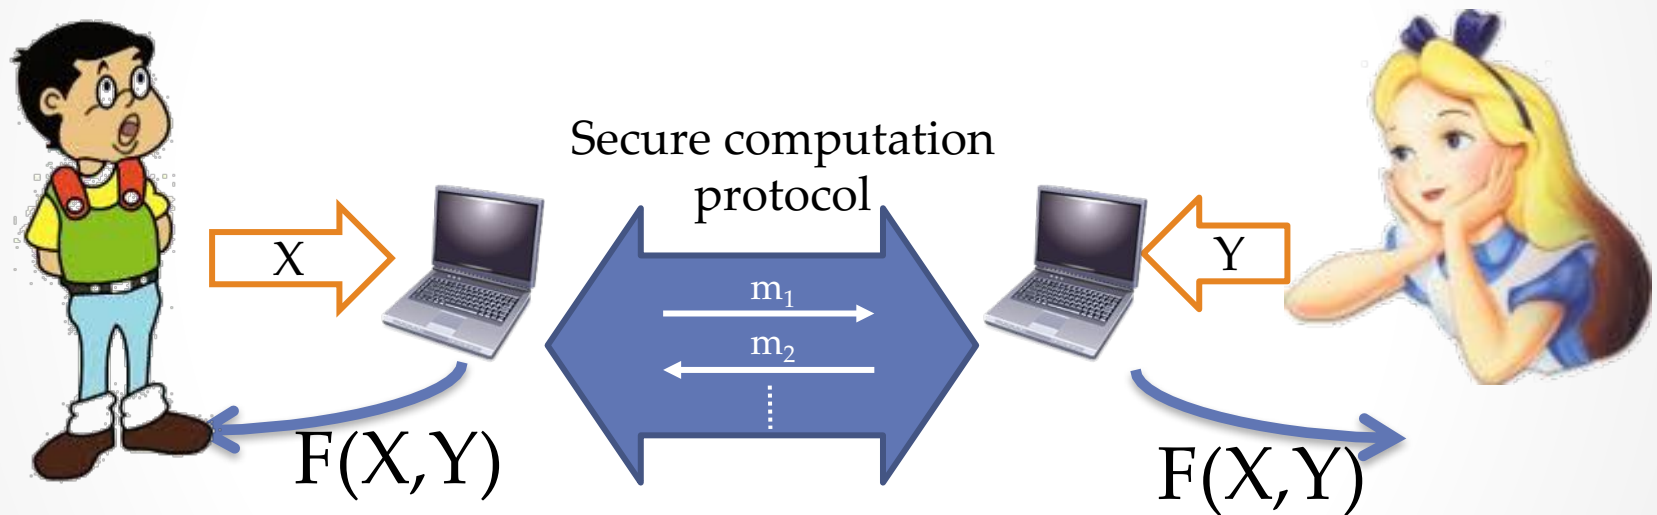 Secure computation
protocol
X
Y
m₁
m₂
F(X,Y)
F(X,Y)